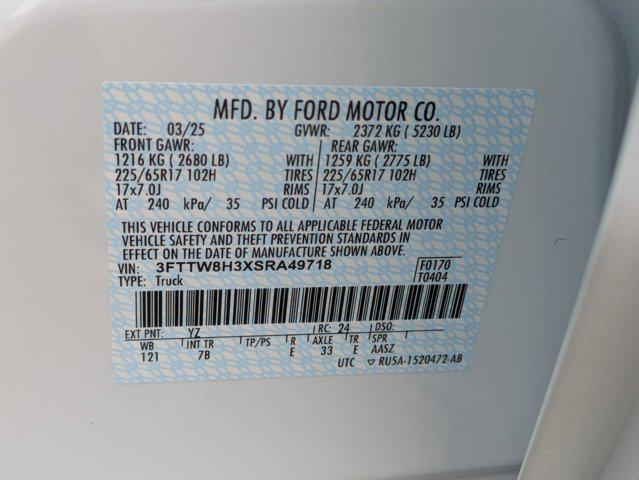 MFD. BY FORD MOTOR CO.
DATE: 03/25 GVWR: 2372 KG ( 5230 LB)
FRONT GAWR: REAR GAWR:
1216 KG ( 2680 LB) WITH 1259 KG ( 2775 LB) WITH
225/65R17 102H TIRES 225/65R17 102H TIRES
17x7.0J RIMS 17x7.0J RIMS
AT 240 kPa/ 35 PSI COLD AT 240 kPa/ 35 PSI COLD
THIS VEHICLE CONFORMS TO ALL APPLICABLE FEDERAL MOTOR
VEHICLE SAFETY AND THEFT PREVENTION STANDARDS IN
EFFECT ON THE DATE OF MANUFACTURE SHOWN ABOVE.
VIN: 3FTTW8H3XSRA49718 F0170
TYPE: Truck T0404
EXT PNT: YZ RC: 24 DSO:
WB INT TR TP/PS R AXLE TR SPR
121 7B E 33 E AASZ
UTC ▽ RU5A-1520472-AB